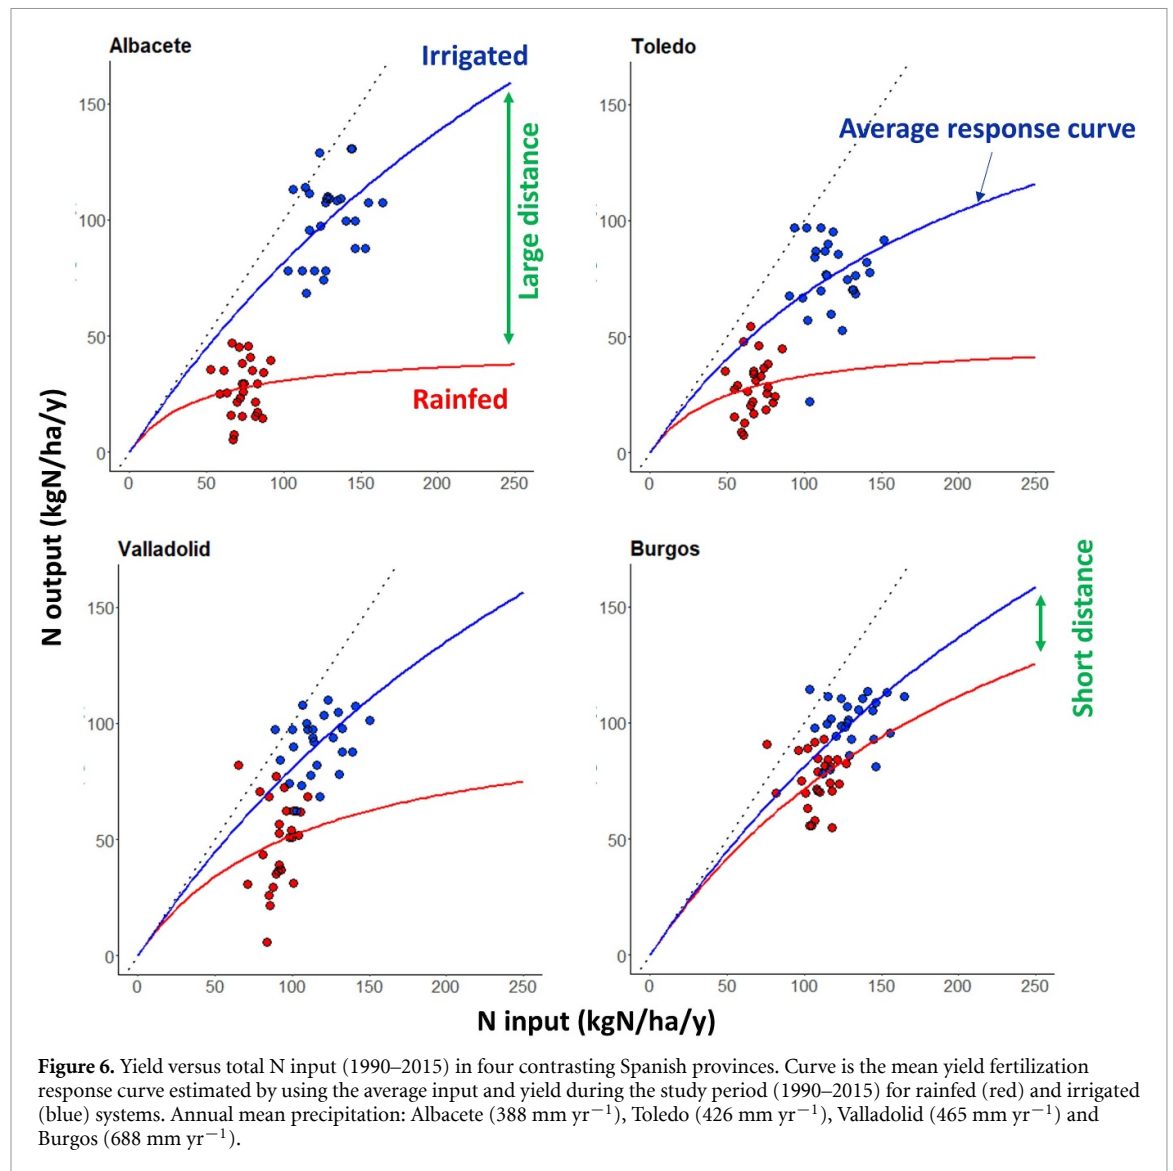 Albacete
Irrigated
Large distance
Rainfed
150
100
50
0
0 50 100 150 200 250
Toledo
Average response curve
150
100
50
0
0 50 100 150 200 250
N output (kgN/ha/y)
Valladolid
150
100
50
0
0 50 100 150 200 250
Burgos
Short distance
150
100
50
0
0 50 100 150 200 250
N input (kgN/ha/y)
Figure 6. Yield versus total N input (1990–2015) in four contrasting Spanish provinces. Curve is the mean yield fertilization
response curve estimated by using the average input and yield during the study period (1990–2015) for rainfed (red) and irrigated
(blue) systems. Annual mean precipitation: Albacete (388 mm yr⁻¹), Toledo (426 mm yr⁻¹), Valladolid (465 mm yr⁻¹) and
Burgos (688 mm yr⁻¹).